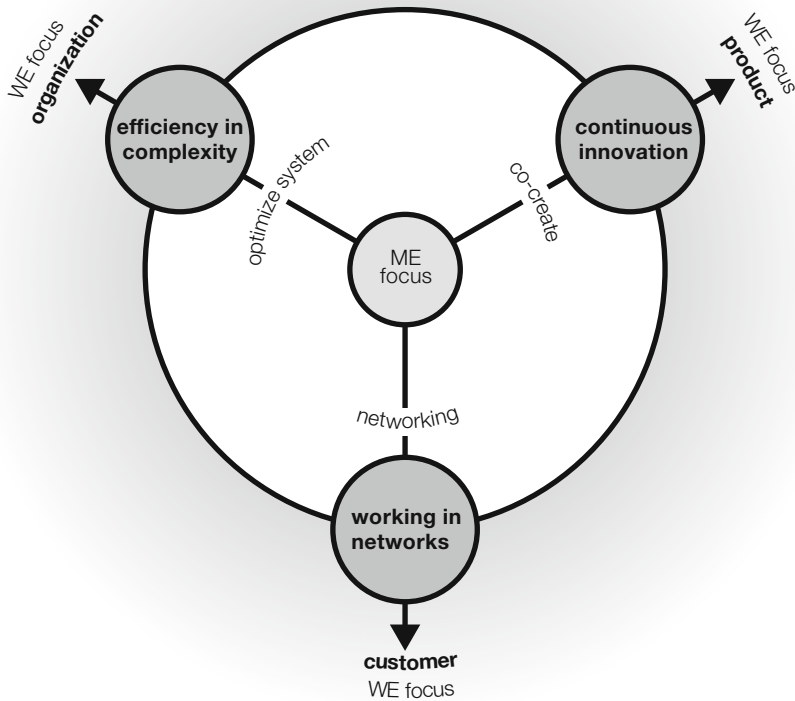 WE focus
organization
WE focus
product
efficiency in
complexity
continuous
innovation
optimize system
co-create
ME
focus
networking
working in
networks
customer
WE focus